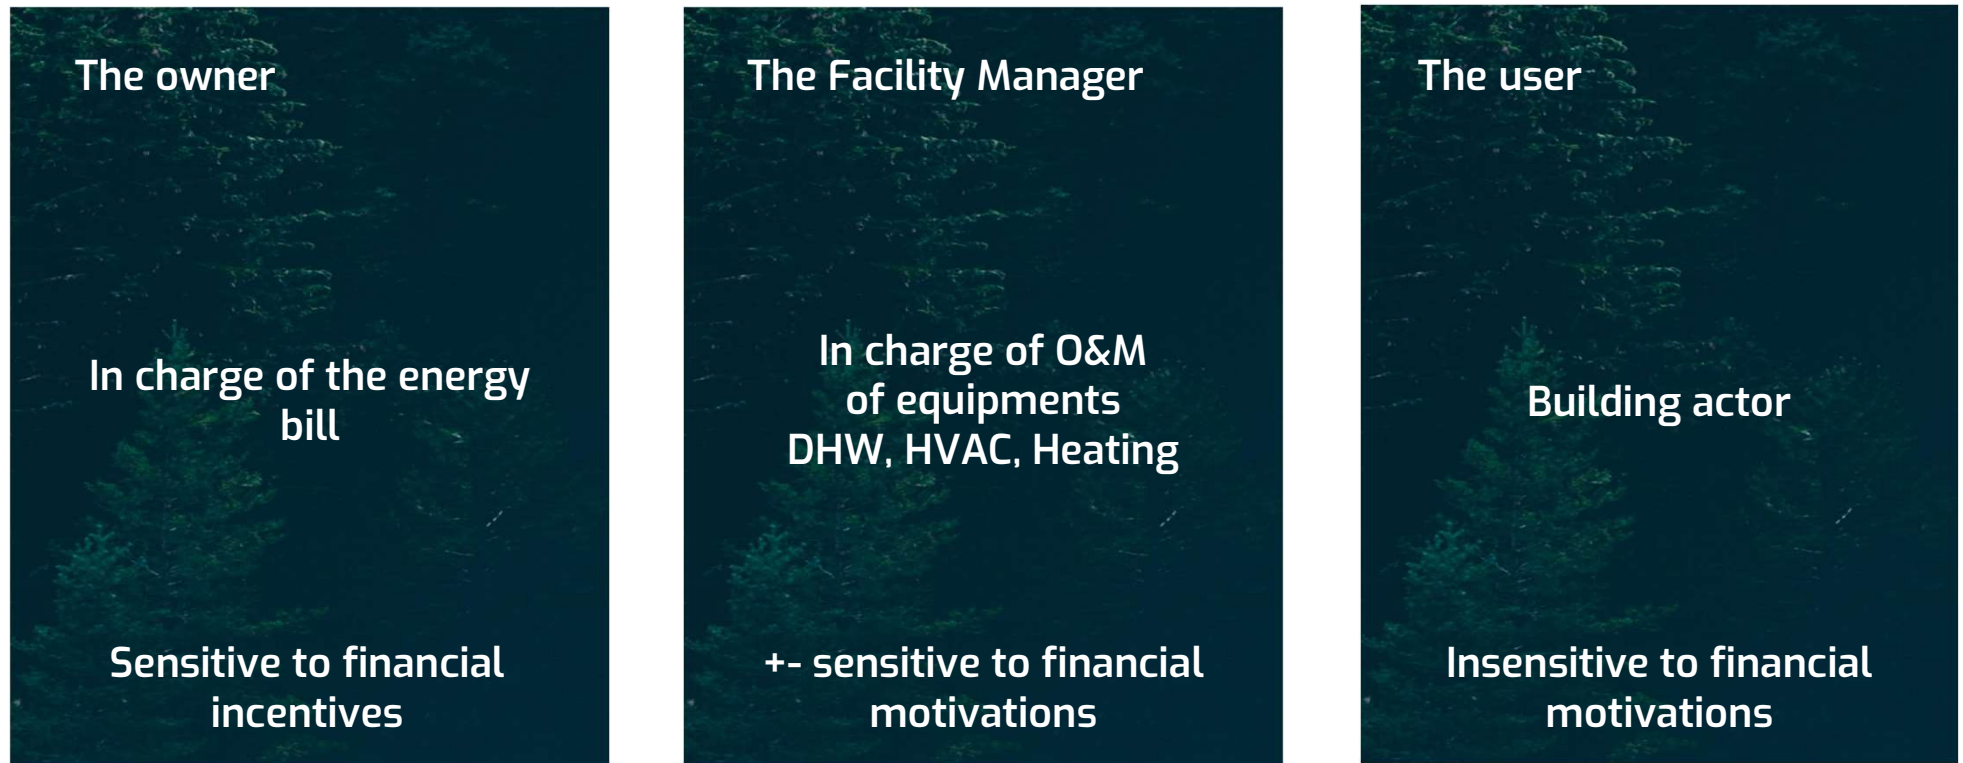 The owner
In charge of the energy
bill
Sensitive to financial
incentives
The Facility Manager
In charge of O&M
of equipments
DHW, HVAC, Heating
+- sensitive to financial
motivations
The user
Building actor
Insensitive to financial
motivations